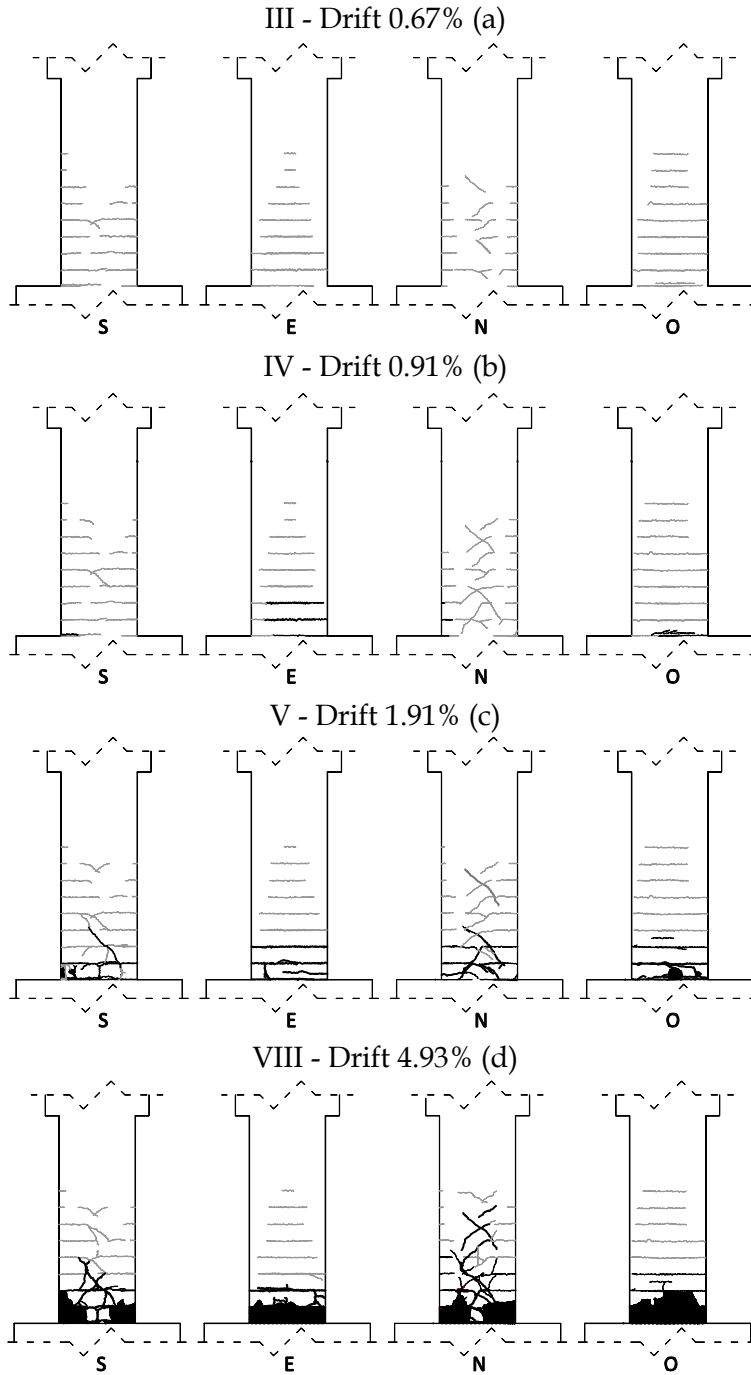 III - Drift 0.67% (a)
S E N O
IV - Drift 0.91% (b)
S E N O
V - Drift 1.91% (c)
S E N O
VIII - Drift 4.93% (d)
S E N O